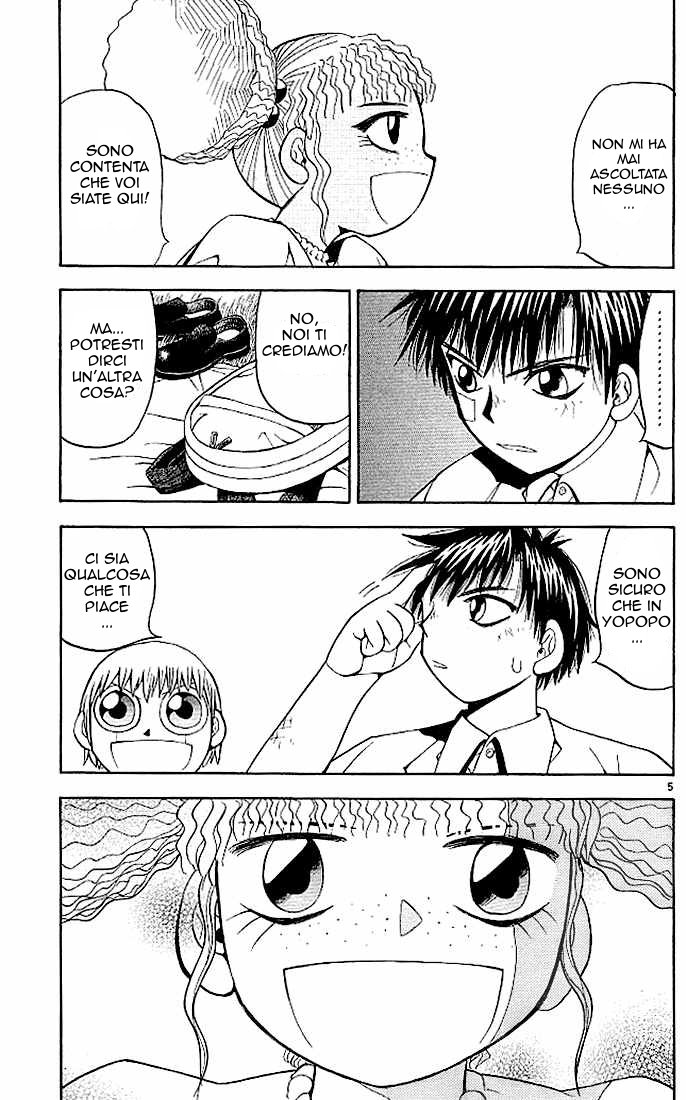 NON MI HA
MAI
ASCOLTATA
NESSUNO
...
SONO
CONTENTA
CHE VOI
SIATE QUI!
.........
NO,
NOI TI
CREDIAMO!
MA...
POTRESTI
DIRCI
UN'ALTRA
COSA?
SONO
SICURO
CHE IN
YOPOPO
...
CI SIA
QUALCOSA
CHE TI
PIACE
...
5